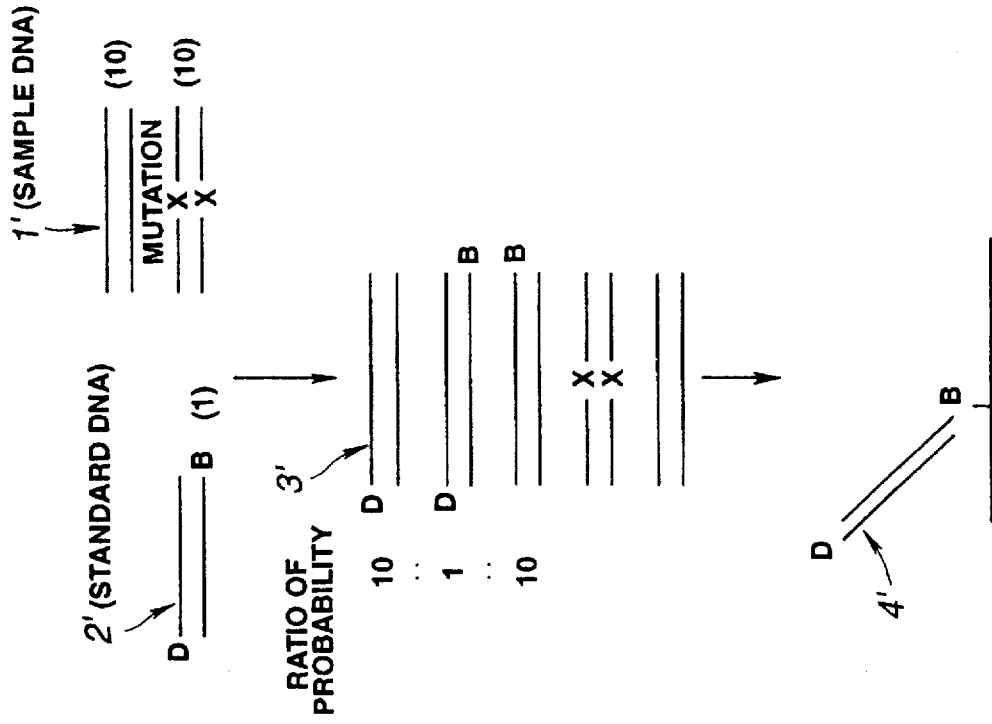 1' (SAMPLE DNA)
2' (STANDARD DNA)
(10)
MUTATION
D
X (10)
B (1)
X
RATIO OF
PROBABILITY
3'
10 D
:
1 D B
:
10 B
X
X
D
B
4'